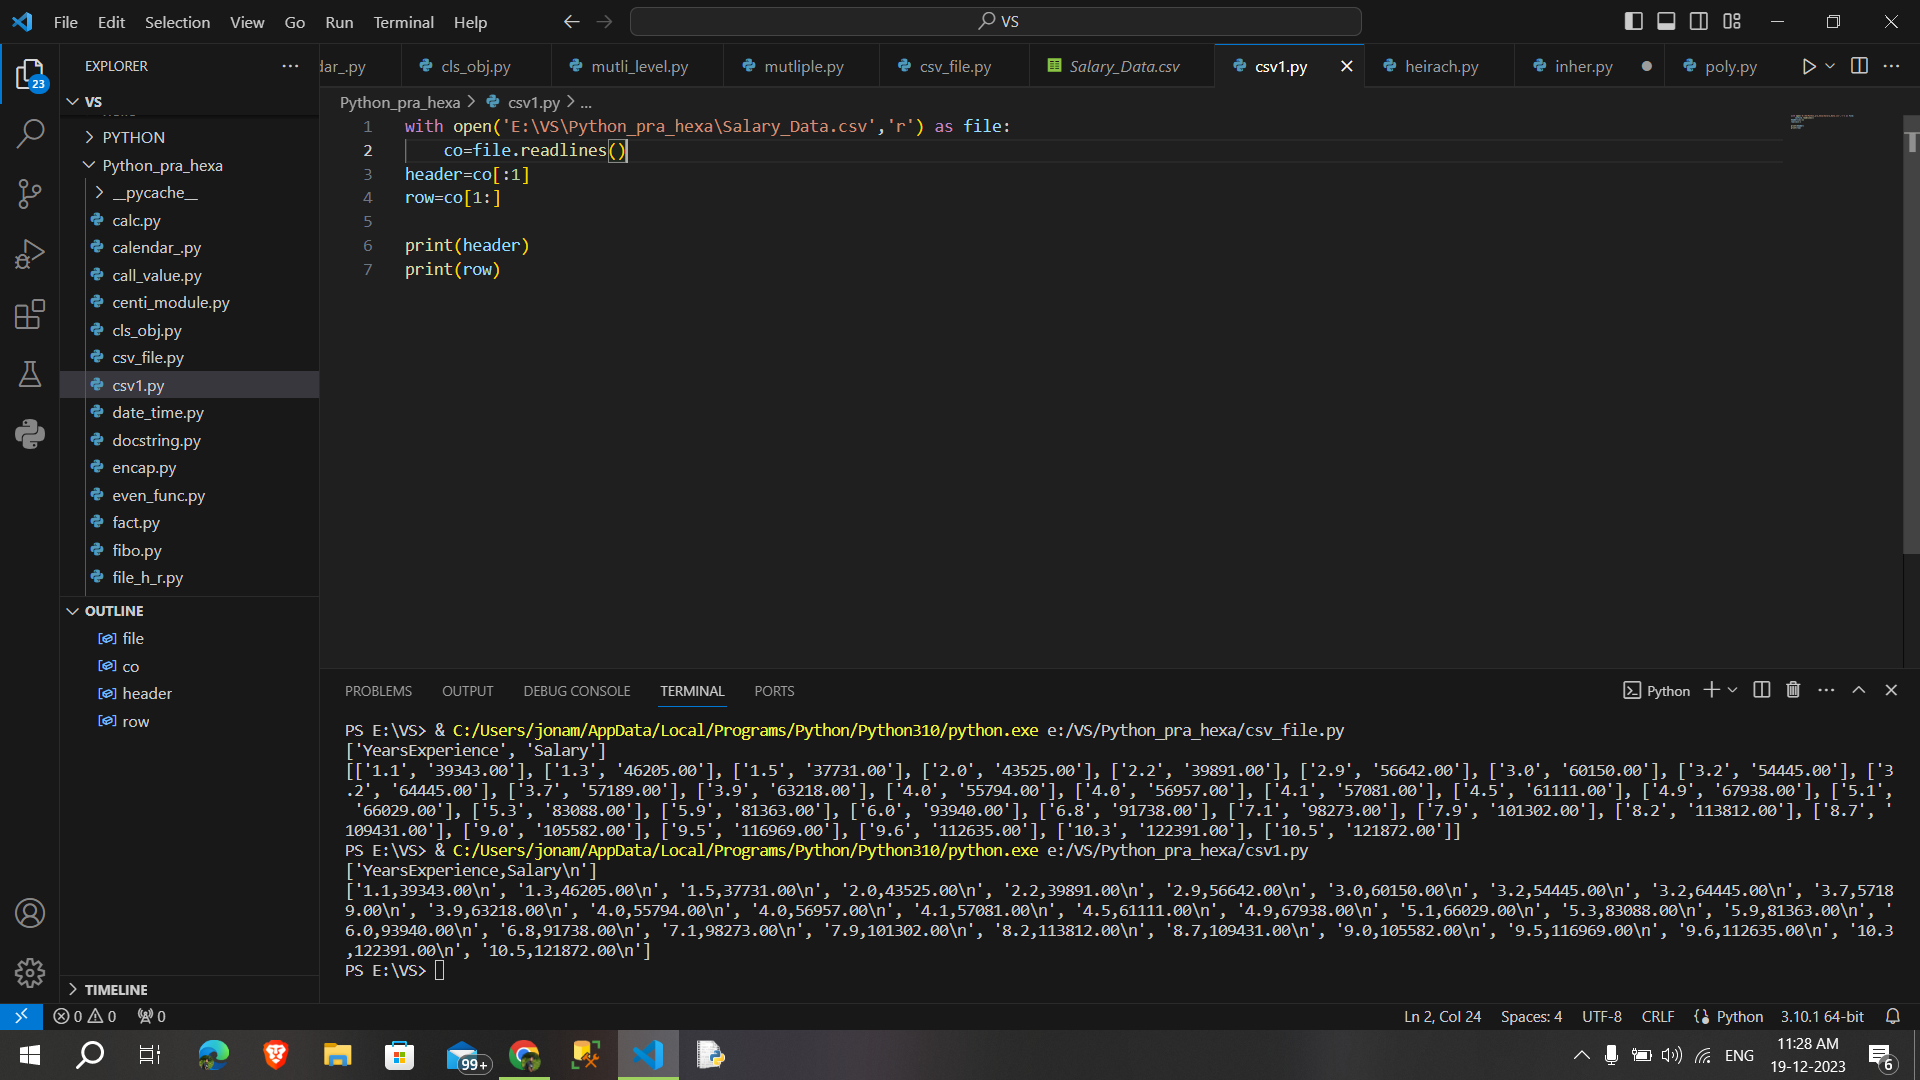 File Edit Selection View Go Run Terminal Help
VS
EXPLORER
23
VS
PYTHON
Python_pra_hexa
__pycache__
calc.py
calendar_.py
call_value.py
centi_module.py
cls_obj.py
csv_file.py
csv1.py
date_time.py
docstring.py
encap.py
even_func.py
fact.py
fibo.py
file_h_r.py
OUTLINE
file
co
header
row
TIMELINE
dar_.py cls_obj.py mutli_level.py mutliple.py csv_file.py Salary_Data.csv csv1.py heirach.py inher.py poly.py
Python_pra_hexa > csv1.py > ...
1 with open('E:\VS\Python_pra_hexa\Salary_Data.csv','r') as file:
2 co=file.readlines()
3 header=co[:1]
4 row=co[1:]
5
6 print(header)
7 print(row)
PROBLEMS OUTPUT DEBUG CONSOLE TERMINAL PORTS
Python
PS E:\VS> & C:/Users/jonam/AppData/Local/Programs/Python/Python310/python.exe e:/VS/Python_pra_hexa/csv_file.py
['YearsExperience', 'Salary']
[['1.1', '39343.00'], ['1.3', '46205.00'], ['1.5', '37731.00'], ['2.0', '43525.00'], ['2.2', '39891.00'], ['2.9', '56642.00'], ['3.0', '60150.00'], ['3.2', '54445.00'], ['3
.2', '64445.00'], ['3.7', '57189.00'], ['3.9', '63218.00'], ['4.0', '55794.00'], ['4.0', '56957.00'], ['4.1', '57081.00'], ['4.5', '61111.00'], ['4.9', '67938.00'], ['5.1',
'66029.00'], ['5.3', '83088.00'], ['5.9', '81363.00'], ['6.0', '93940.00'], ['6.8', '91738.00'], ['7.1', '98273.00'], ['7.9', '101302.00'], ['8.2', '113812.00'], ['8.7', '
109431.00'], ['9.0', '105582.00'], ['9.5', '116969.00'], ['9.6', '112635.00'], ['10.3', '122391.00'], ['10.5', '121872.00']]
PS E:\VS> & C:/Users/jonam/AppData/Local/Programs/Python/Python310/python.exe e:/VS/Python_pra_hexa/csv1.py
['YearsExperience,Salary\n']
['1.1,39343.00\n', '1.3,46205.00\n', '1.5,37731.00\n', '2.0,43525.00\n', '2.2,39891.00\n', '2.9,56642.00\n', '3.0,60150.00\n', '3.2,54445.00\n', '3.2,64445.00\n', '3.7,5718
9.00\n', '3.9,63218.00\n', '4.0,55794.00\n', '4.0,56957.00\n', '4.1,57081.00\n', '4.5,61111.00\n', '4.9,67938.00\n', '5.1,66029.00\n', '5.3,83088.00\n', '5.9,81363.00\n', '
6.0,93940.00\n', '6.8,91738.00\n', '7.1,98273.00\n', '7.9,101302.00\n', '8.2,113812.00\n', '8.7,109431.00\n', '9.0,105582.00\n', '9.5,116969.00\n', '9.6,112635.00\n', '10.3
,122391.00\n', '10.5,121872.00\n']
PS E:\VS>
0 0 0 Ln 2, Col 24 Spaces: 4 UTF-8 CRLF Python 3.10.1 64-bit
99+ ENG 11:28 AM
19-12-2023 6